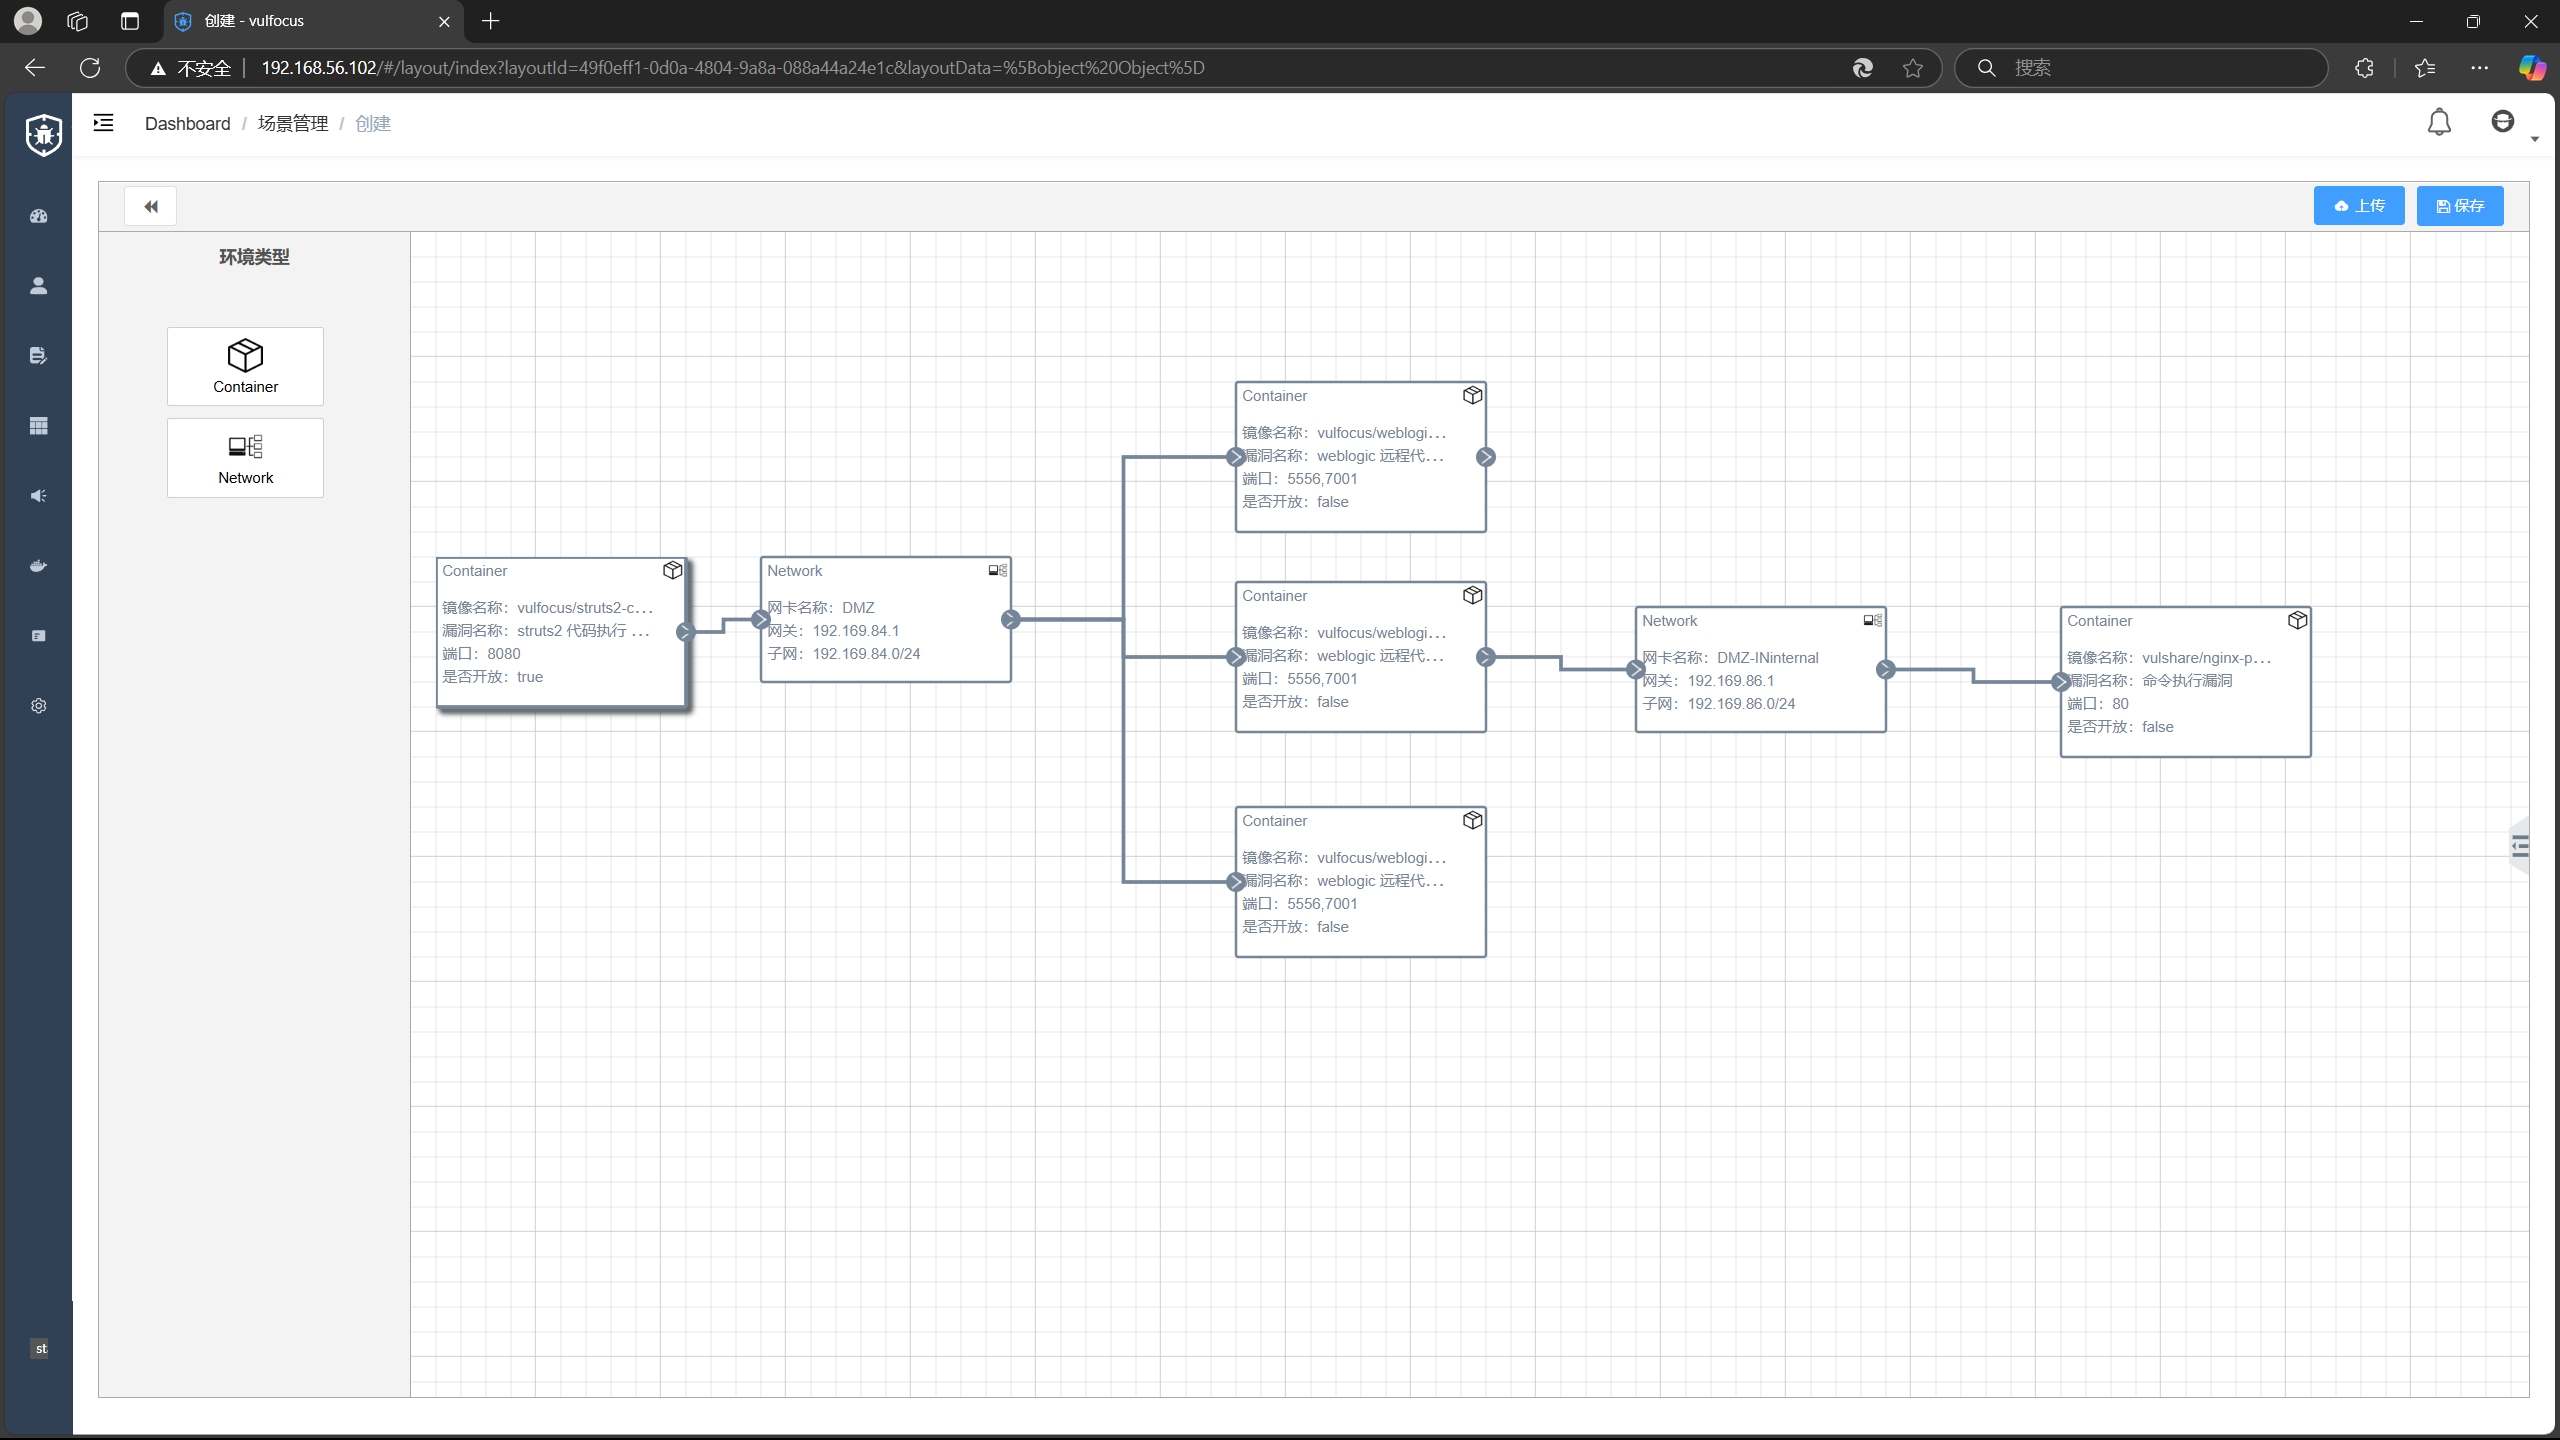 创建 - vulfocus
不安全
192.168.56.102/#/layout/index?layoutId=49f0eff1-0d0a-4804-9a8a-088a44a24e1c&layoutData=%5Bobject%20Object%5D
搜索
Dashboard / 场景管理 / 创建
上传
保存
环境类型
Container
Network
Container
镜像名称：vulfocus/struts2-c...
漏洞名称：struts2 代码执行 ...
端口：8080
是否开放：true
Network
网卡名称：DMZ
网关：192.169.84.1
子网：192.169.84.0/24
Container
镜像名称：vulfocus/weblogi...
漏洞名称：weblogic 远程代...
端口：5556,7001
是否开放：false
Container
镜像名称：vulfocus/weblogi...
漏洞名称：weblogic 远程代...
端口：5556,7001
是否开放：false
Container
镜像名称：vulfocus/weblogi...
漏洞名称：weblogic 远程代...
端口：5556,7001
是否开放：false
Network
网卡名称：DMZ-INinternal
网关：192.169.86.1
子网：192.169.86.0/24
Container
镜像名称：vulshare/nginx-p...
漏洞名称：命令执行漏洞
端口：80
是否开放：false
st